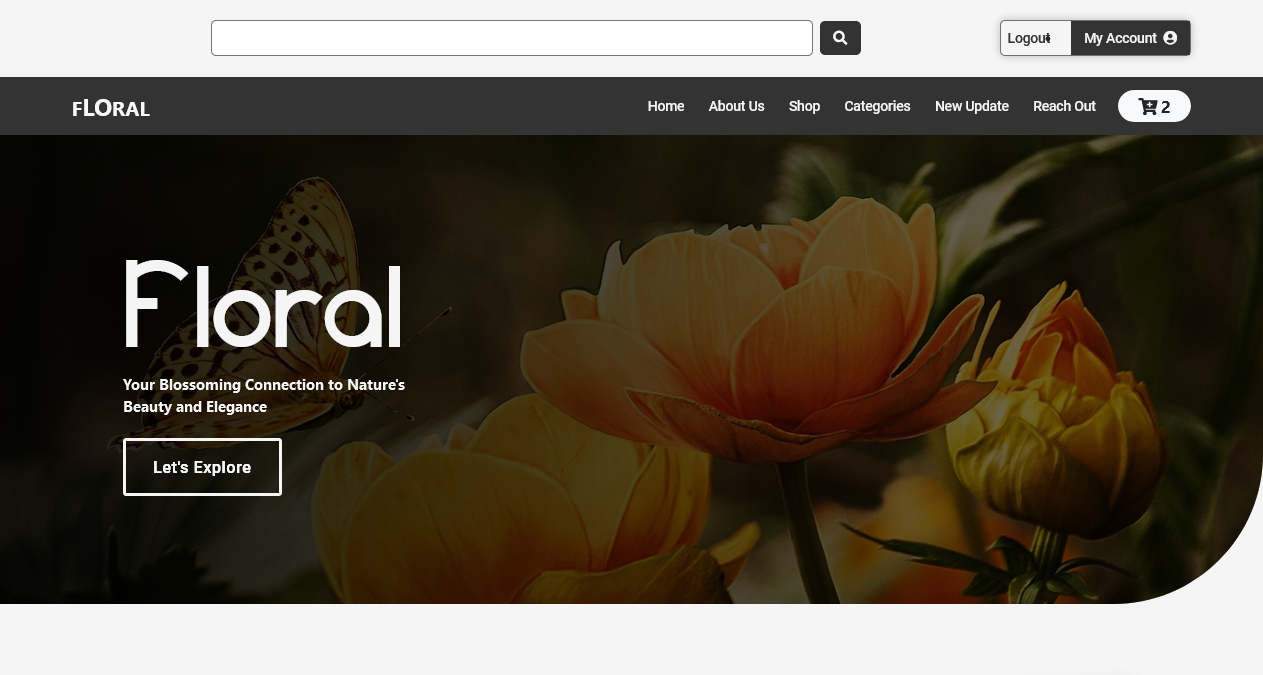 Logout
My Account
FLORAL
Home
About Us
Shop
Categories
New Update
Reach Out
2
Floral
Your Blossoming Connection to Nature's
Beauty and Elegance
Let's Explore